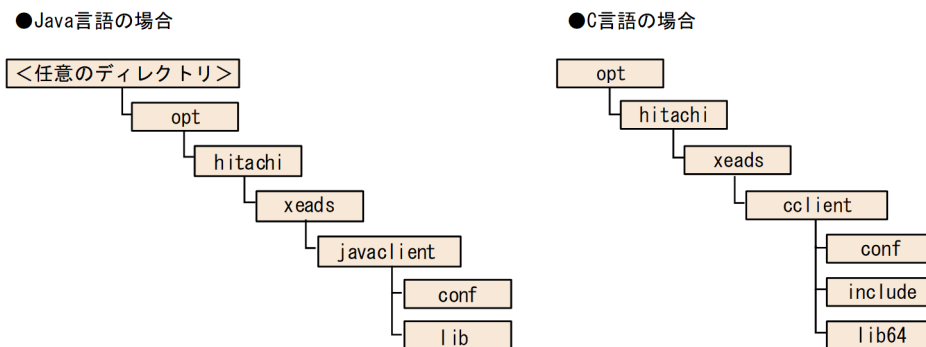 ●Java言語の場合
<任意のディレクトリ>
opt
hitachi
xeads
javaclient
conf
lib
●C言語の場合
opt
hitachi
xeads
cclient
conf
include
lib64